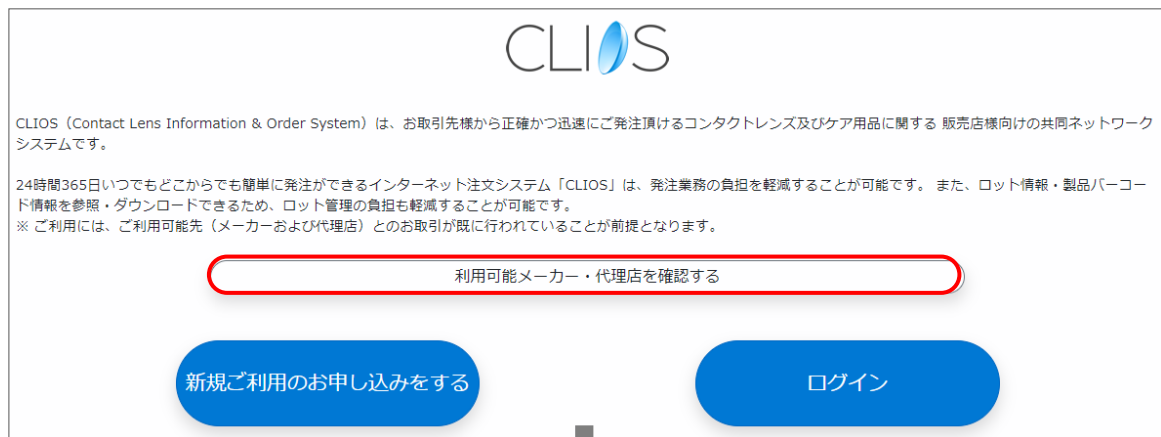 CLIOS
CLIOS（Contact Lens Information & Order System）は、お取引先様から正確かつ迅速にご発注頂けるコンタクトレンズ及びケア用品に関する 販売店様向けの共同ネットワーク
システムです。
24時間365日いつでもどこからでも簡単に発注ができるインターネット注文システム「CLIOS」は、発注業務の負担を軽減することが可能です。 また、ロット情報・製品バーコー
ド情報を参照・ダウンロードできるため、ロット管理の負担も軽減することが可能です。
※ ご利用には、ご利用可能先（メーカーおよび代理店）とのお取引が既に行われていることが前提となります。
利用可能メーカー・代理店を確認する
新規ご利用のお申し込みをする
ログイン